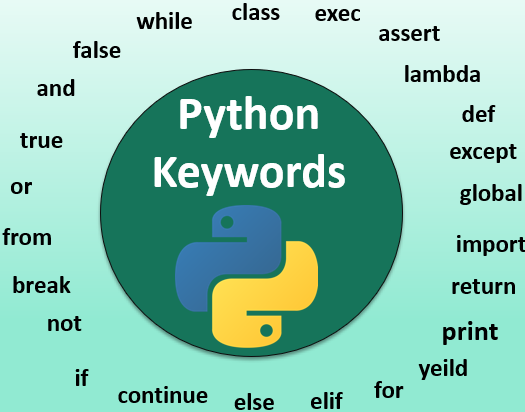 Python
Keywords
class
exec
assert
lambda
def
except
global
import
return
print
yeild
for
elif
else
continue
if
not
break
from
or
true
and
false
while